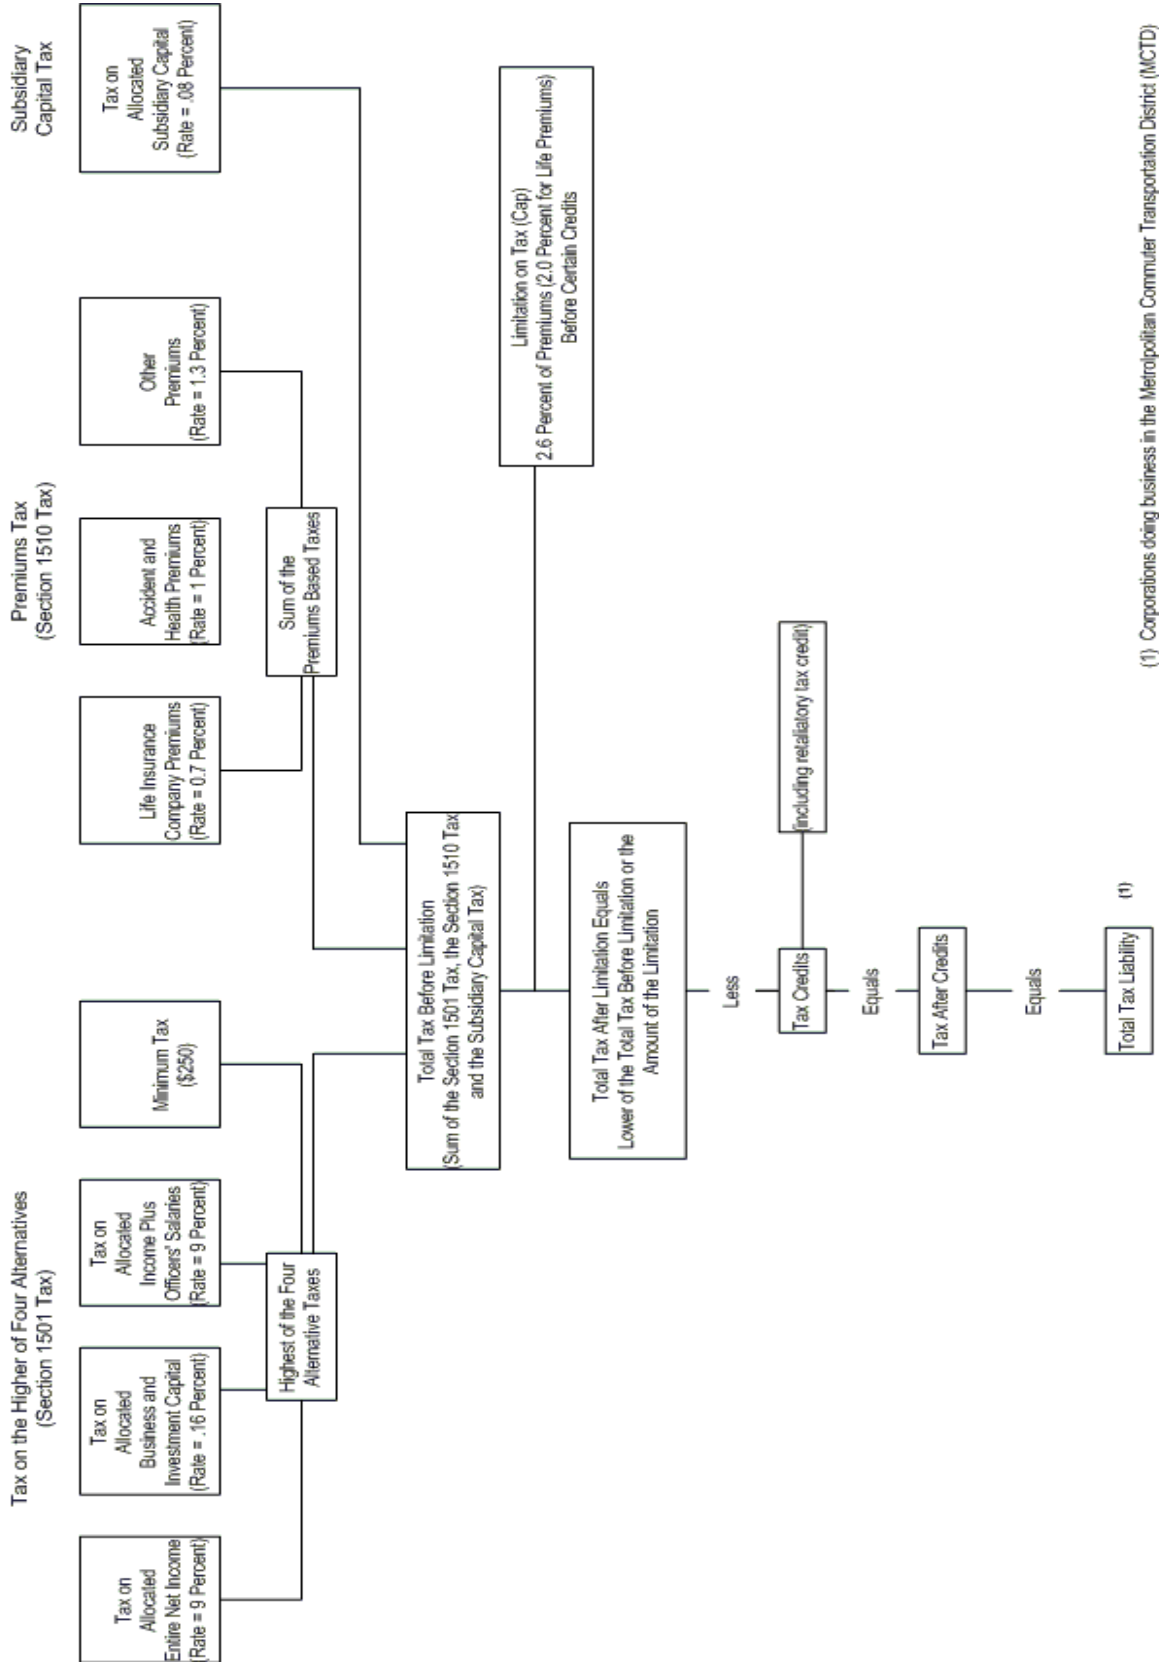 Tax on the Higher of Four Alternatives
(Section 1501 Tax)
Premiums Tax
(Section 1510 Tax)
Subsidiary
Capital Tax
Tax on
Allocated
Entire Net Income
(Rate = 9 Percent)
Tax on
Allocated
Business and
Investment Capital
(Rate = .16 Percent)
Tax on
Allocated
Income Plus
Officers' Salaries
(Rate = 9 Percent)
Minimum Tax
($250)
Life Insurance
Company Premiums
(Rate = 0.7 Percent)
Accident and
Health Premiums
(Rate = 1 Percent)
Other
Premiums
(Rate = 1.3 Percent)
Tax on
Allocated
Subsidiary Capital
(Rate = .08 Percent)
Highest of the Four
Alternative Taxes
Sum of the
Premiums Based Taxes
Total Tax Before Limitation
(Sum of the Section 1501 Tax, the Section 1510 Tax
and the Subsidiary Capital Tax)
Limitation on Tax (Cap)
2.6 Percent of Premiums (2.0 Percent for Life Premiums)
Before Certain Credits
Total Tax After Limitation Equals
Lower of the Total Tax Before Limitation or the
Amount of the Limitation
Less
Tax Credits
(including retaliatory tax credit)
Equals
Tax After Credits
Equals
Total Tax Liability
(1)
(1) Corporations doing business in the Metrolpolitan Commuter Transportation District (MCTD)